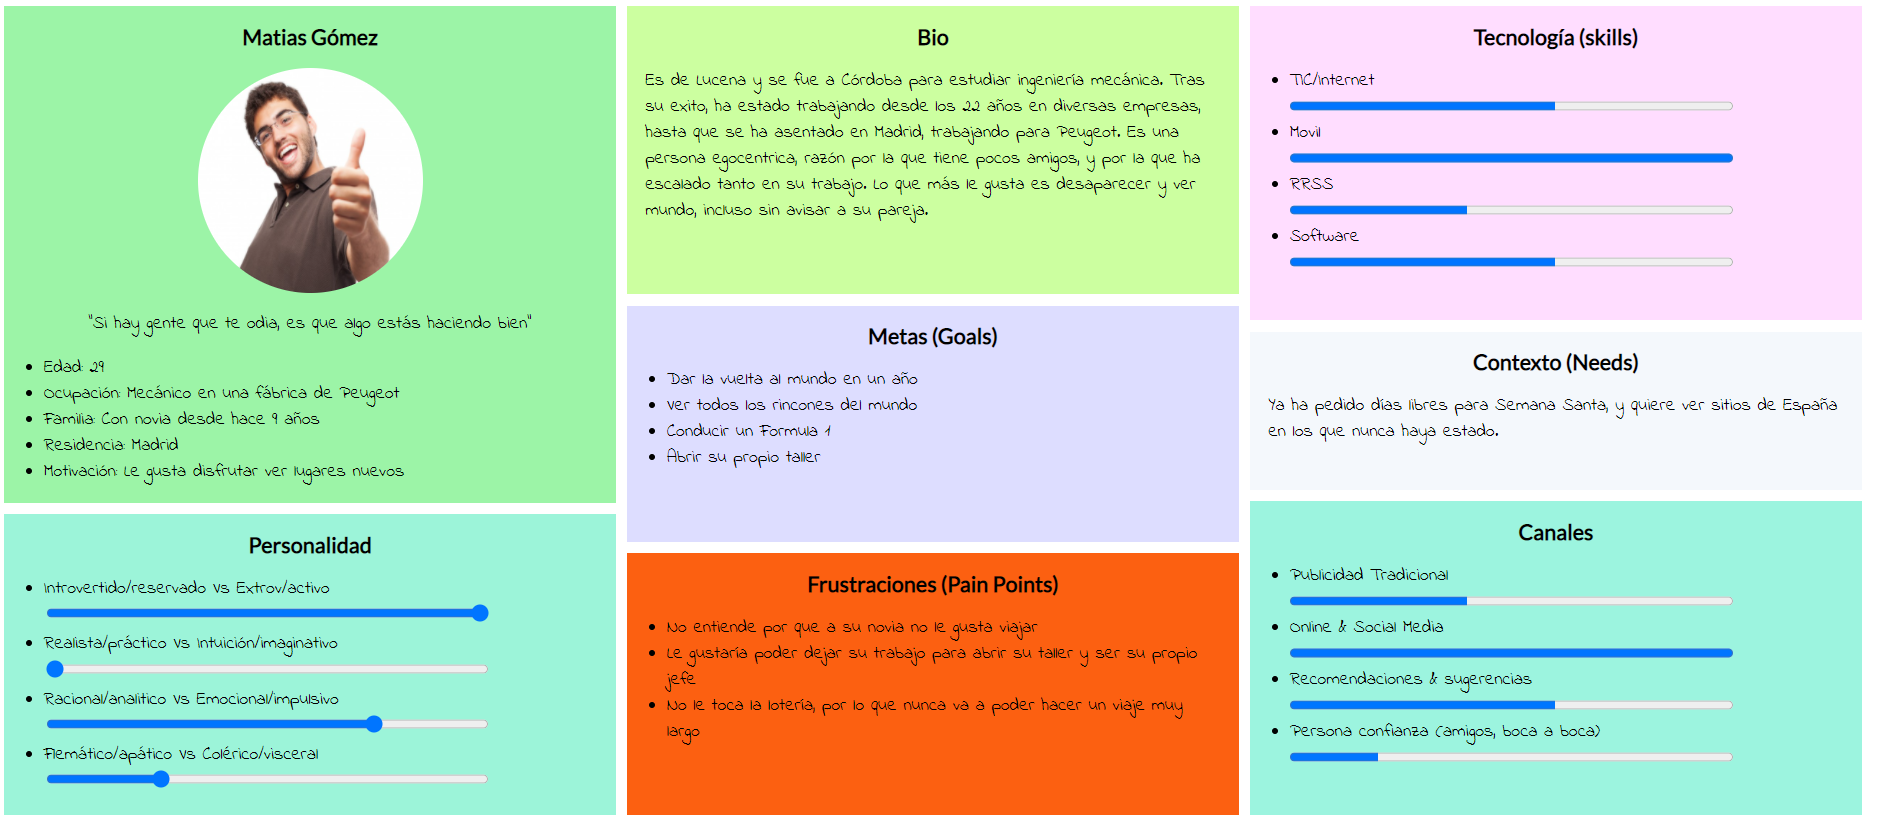 Matias Gómez
"Si hay gente que te odia, es que algo estás haciendo bien"
Edad: 29
Ocupación: Mecánico en una fábrica de Peugeot
Familia: Con novia desde hace 9 años
Residencia: Madrid
Motivación: Le gusta disfrutar ver lugares nuevos
Personalidad
Introvertido/reservado Vs Extrov/activo
Realista/práctico Vs Intuición/imaginativo
Racional/analitico Vs Emocional/impulsivo
Flemático/apático Vs Colérico/visceral
Bio
Es de Lucena y se fue a Córdoba para estudiar ingeniería mecánica. Tras
su exito, ha estado trabajando desde los 22 años en diversas empresas,
hasta que se ha asentado en Madrid, trabajando para Peugeot. Es una
persona egocentrica, razón por la que tiene pocos amigos, y por la que ha
escalado tanto en su trabajo. Lo que más le gusta es desaparecer y ver
mundo, incluso sin avisar a su pareja.
Metas (Goals)
Dar la vuelta al mundo en un año
Ver todos los rincones del mundo
Conducir un Formula 1
Abrir su propio taller
Frustraciones (Pain Points)
No entiende por que a su novia no le gusta viajar
Le gustaría poder dejar su trabajo para abrir su taller y ser su propio
jefe
No le toca la lotería, por lo que nunca va a poder hacer un viaje muy
largo
Tecnología (skills)
TIC/Internet
Movil
RRSS
Software
Contexto (Needs)
Ya ha pedido días libres para Semana Santa, y quiere ver sitios de España
en los que nunca haya estado.
Canales
Publicidad Tradicional
Online & Social Media
Recomendaciones & sugerencias
Persona confianza (amigos, boca a boca)